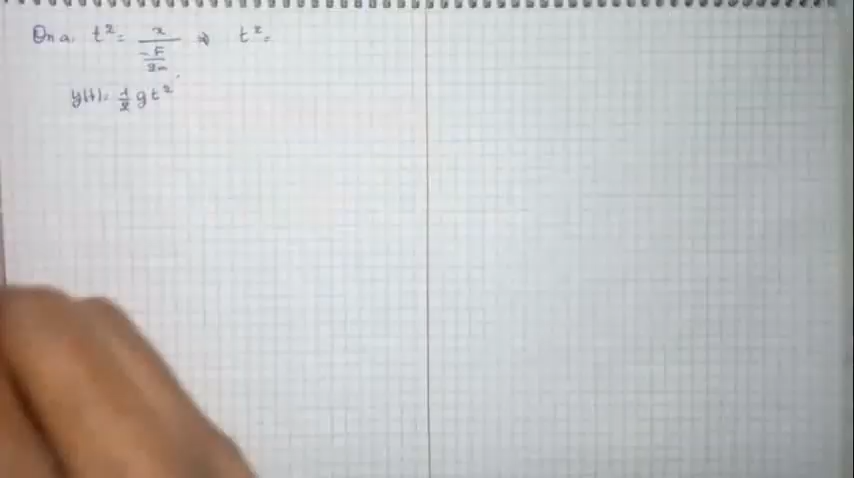 On a t² = x / (-F / 2m) ⇒ t² =
y(t) = 1/2 g t²